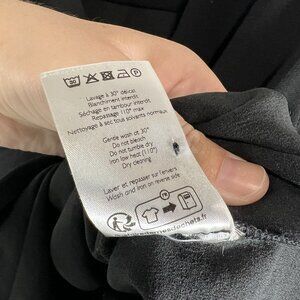 30
P
Lavage à 30° délicat
Blanchiment interdit
Séchage en tambour interdit
Repassage 110° max
Nettoyage à sec tous solvants normaux
Gentle wash at 30°
Do not bleach
Do not tumble dry
Iron low heat (110°)
Dry cleaning
Laver et repasser sur l'envers
Wash and iron on reverse side